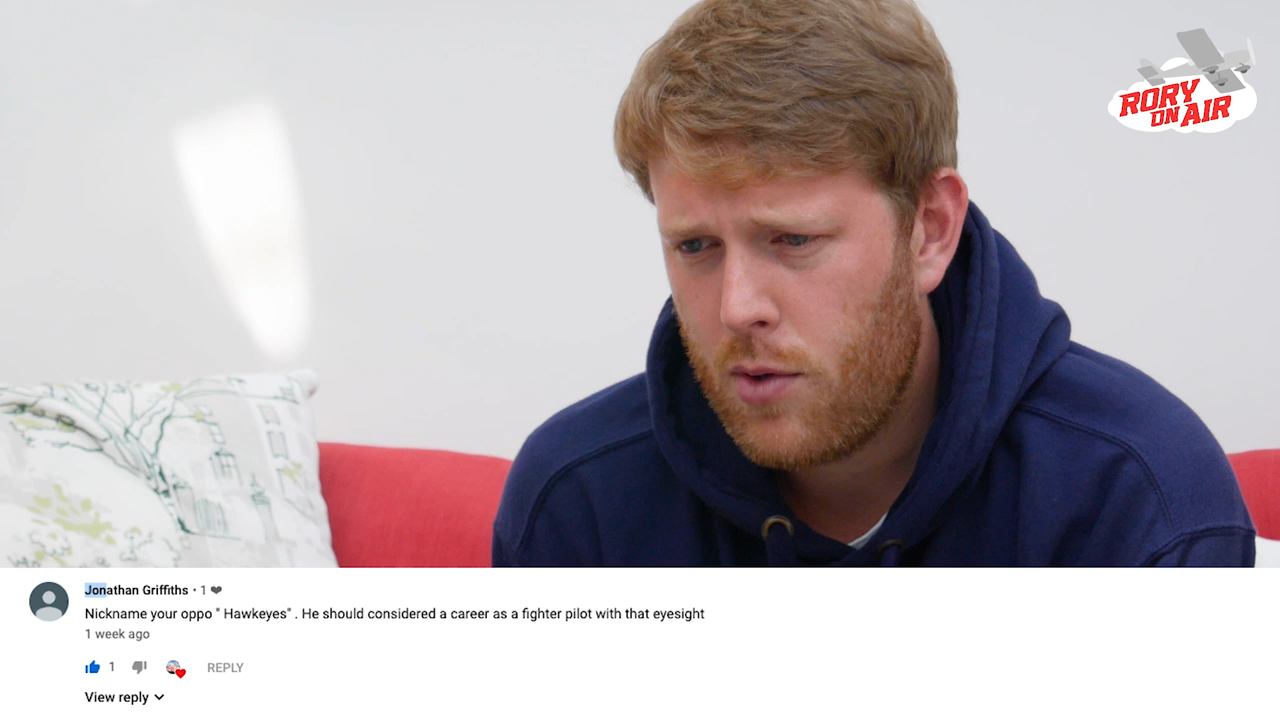 RORY
ON AIR
Jonathan Griffiths • 1 ❤
Nickname your oppo " Hawkeyes" . He should considered a career as a fighter pilot with that eyesight
1 week ago
1 REPLY
View reply